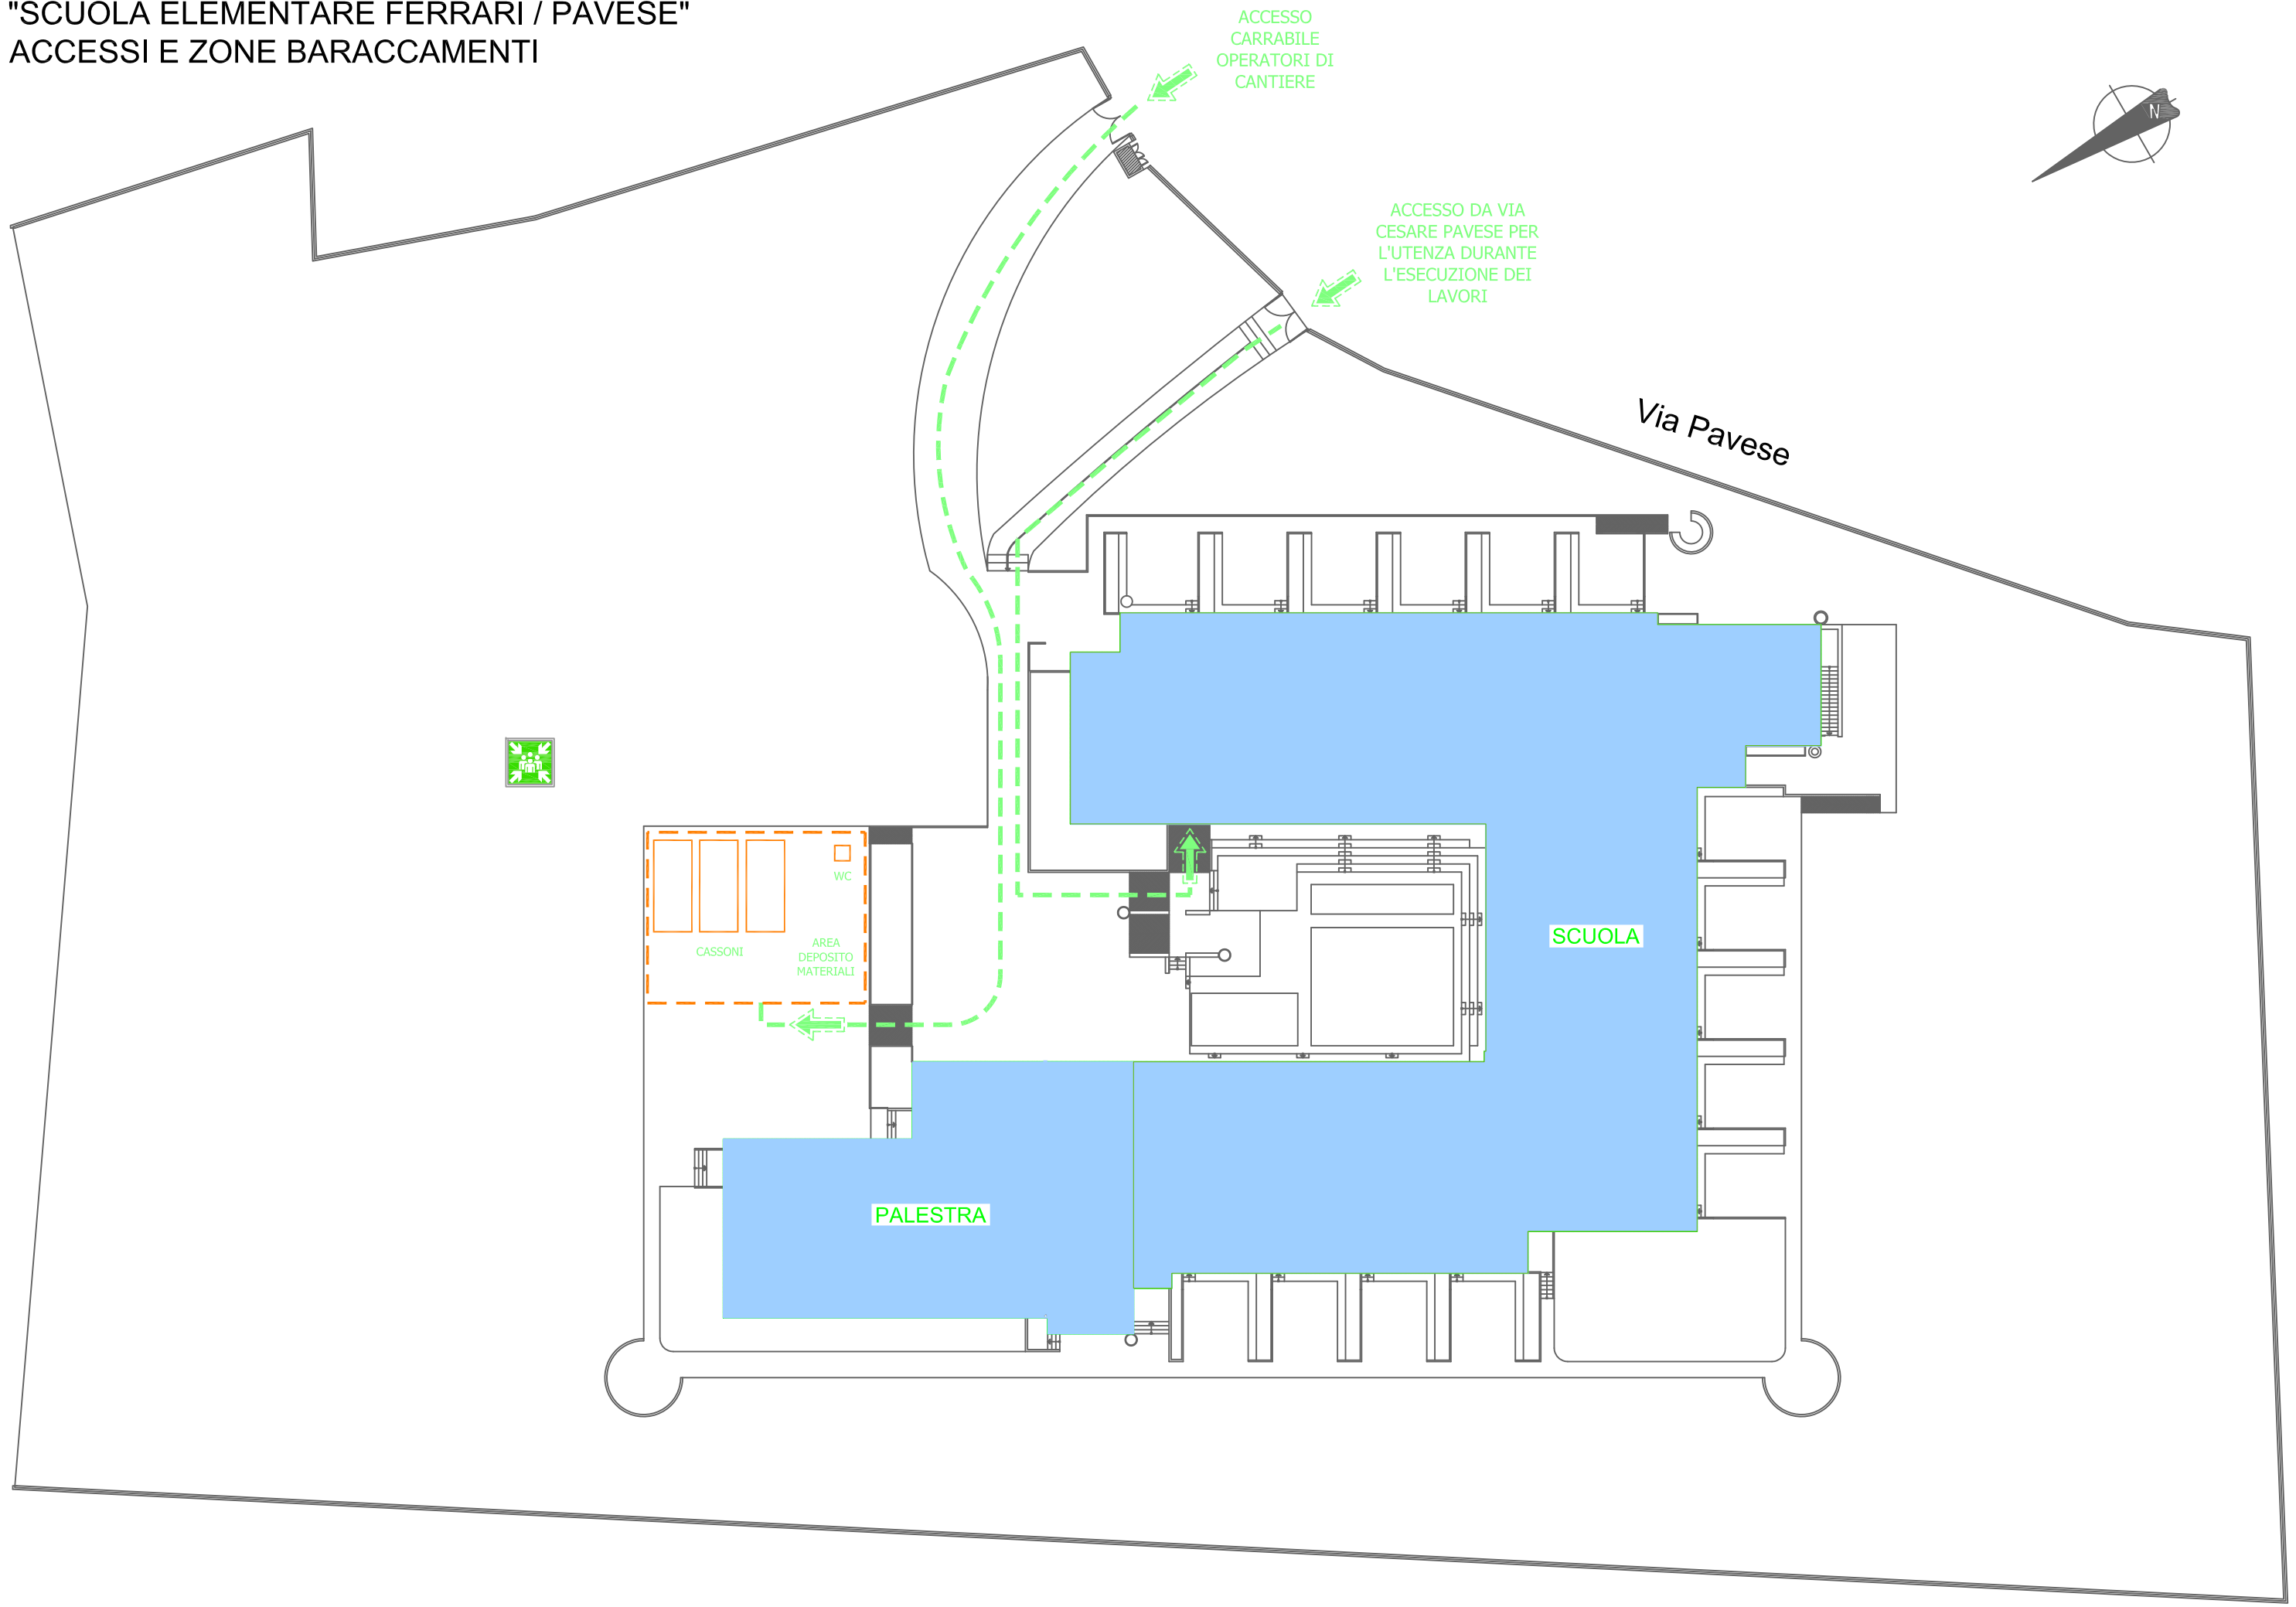 "SCUOLA ELEMENTARE FERRARI / PAVESE"
ACCESSI E ZONE BARACCAMENTI
ACCESSO
CARRABILE
OPERATORI DI
CANTIERE
N
ACCESSO DA VIA
CESARE PAVESE PER
L'UTENZA DURANTE
L'ESECUZIONE DEI
LAVORI
Via Pavese
WC
CASSONI
AREA
DEPOSITO
MATERIALI
SCUOLA
PALESTRA